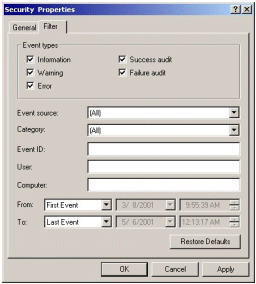 Security Properties
General Filter
Event types
Information Success audit
Warning Failure audit
Error
Event source: (All)
Category: (All)
Event ID:
User:
Computer:
From: First Event 3/ 8/2001 9:55:39 AM
To: Last Event 5/ 6/2001 12:13:17 AM
Restore Defaults
OK Cancel Apply